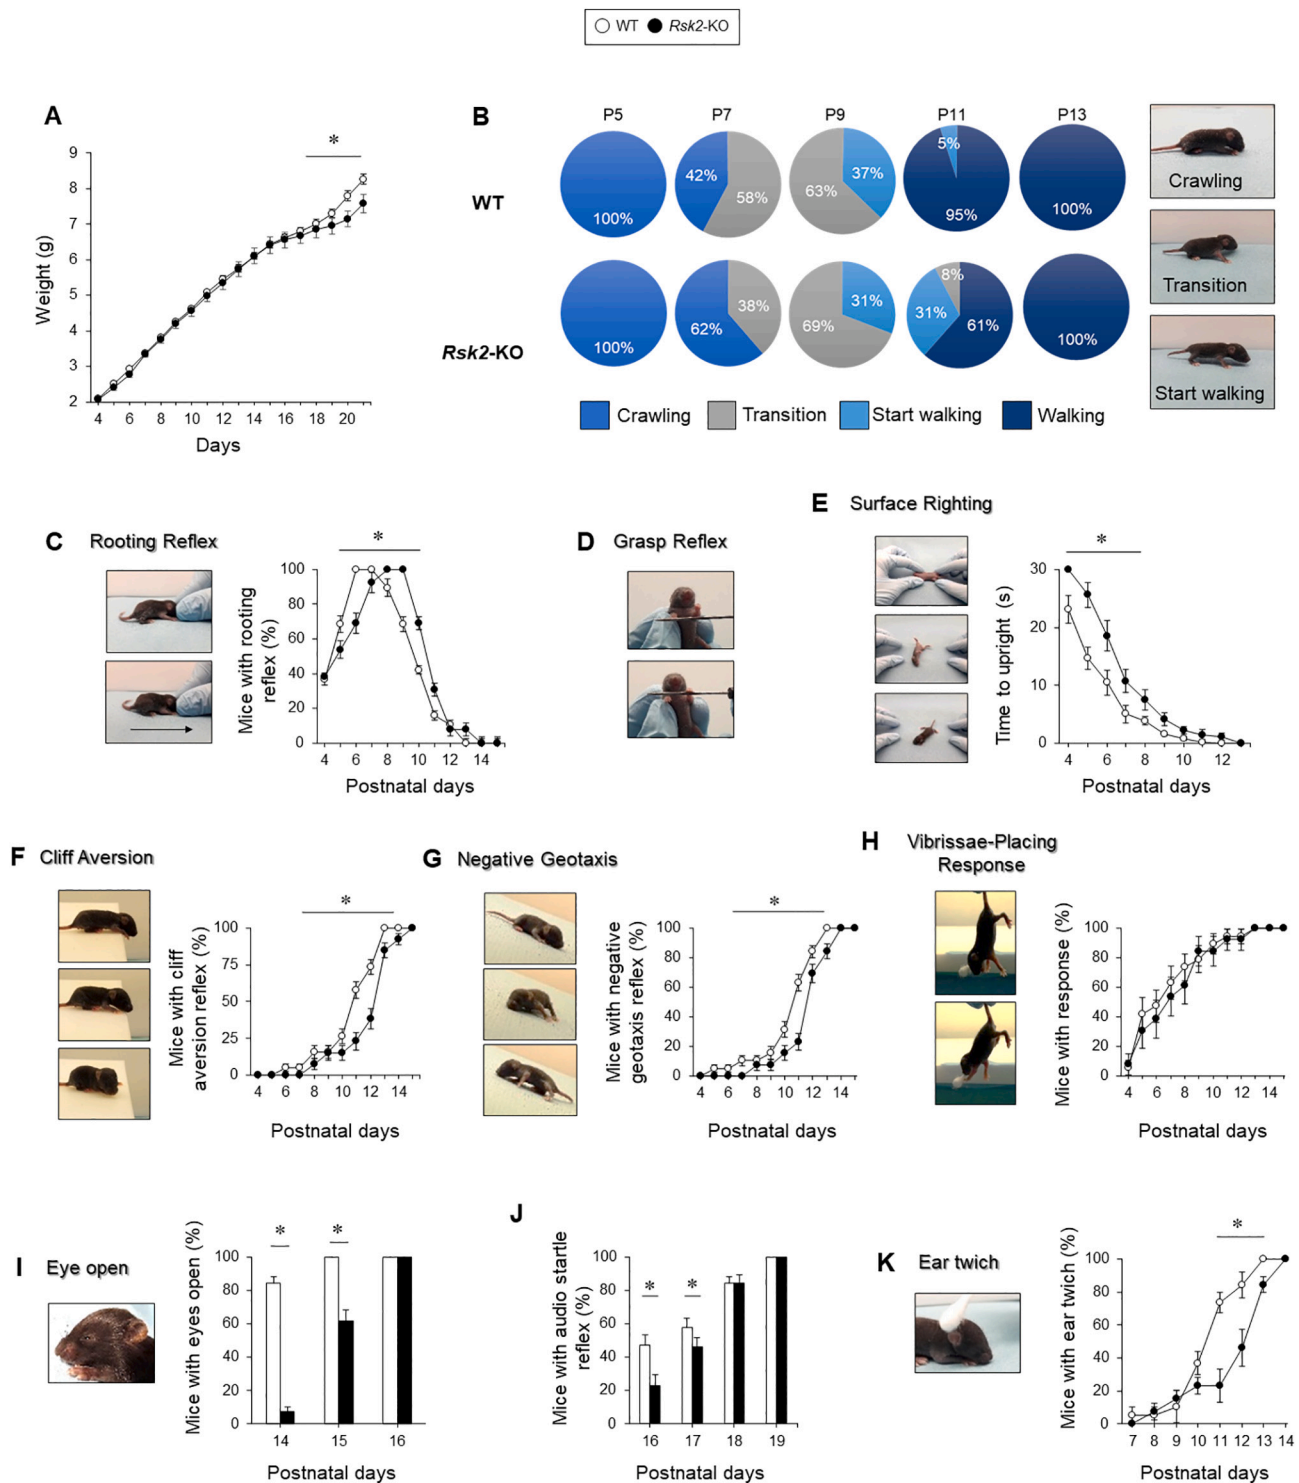 WT Rsk2-KO
A
*
9
8
7
6
5
4
3
2
Weight (g)
4 6 8 10 12 14 16 18 20
Days
B
P5 P7 P9 P11 P13
WT
100% 42% 58% 63% 37% 5% 95% 100%
Rsk2-KO
100% 62% 38% 69% 31% 31% 8% 61% 100%
Crawling Transition Start walking Walking
Crawling
Transition
Start walking
C Rooting Reflex
*
Mice with rooting
reflex (%)
100
80
60
40
20
0
4 6 8 10 12 14
Postnatal days
D Grasp Reflex
E Surface Righting
*
Time to upright (s)
30
20
10
0
4 6 8 10 12
Postnatal days
F Cliff Aversion
*
Mice with cliff
aversion reflex (%)
100
75
50
25
0
4 6 8 10 12 14
Postnatal days
G Negative Geotaxis
*
Mice with negative
geotaxis reflex (%)
100
80
60
40
20
0
4 6 8 10 12 14
Postnatal days
H Vibrissae-Placing
Response
Mice with response (%)
100
80
60
40
20
0
4 6 8 10 12 14
Postnatal days
I Eye open
* *
Mice with eyes open (%)
100
80
60
40
20
0
14 15 16
Postnatal days
J
* *
Mice with audio startle
reflex (%)
100
80
60
40
20
0
16 17 18 19
Postnatal days
K Ear twich
*
Mice with ear twich (%)
100
80
60
40
20
0
7 8 9 10 11 12 13 14
Postnatal days